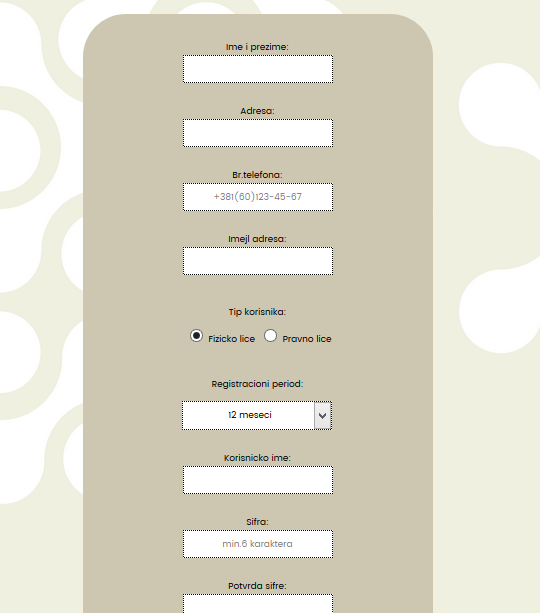 Ime i prezime:
Adresa:
Br.telefona:
+381(60)123-45-67
Imejl adresa:
Tip korisnika:
Fizicko lice Pravno lice
Registracioni period:
12 meseci
Korisnicko ime:
Sifra:
min.6 karaktera
Potvrda sifre: